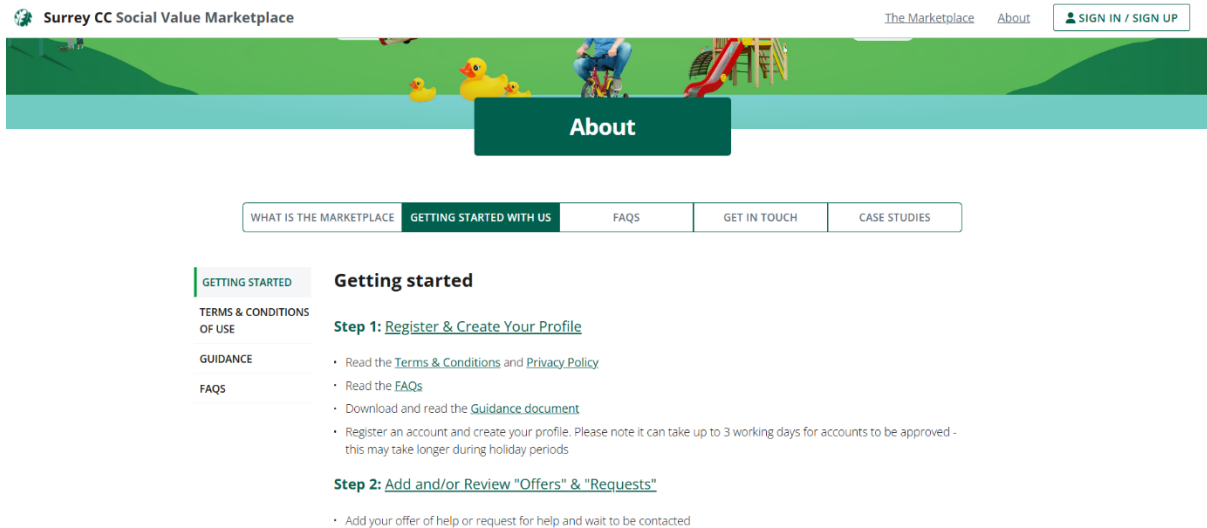 Surrey CC Social Value Marketplace
The Marketplace
About
SIGN IN / SIGN UP
About
WHAT IS THE MARKETPLACE
GETTING STARTED WITH US
FAQS
GET IN TOUCH
CASE STUDIES
GETTING STARTED
TERMS & CONDITIONS
OF USE
GUIDANCE
FAQS
Getting started
Step 1: Register & Create Your Profile
• Read the Terms & Conditions and Privacy Policy
• Read the FAQs
• Download and read the Guidance document
• Register an account and create your profile. Please note it can take up to 3 working days for accounts to be approved -
this may take longer during holiday periods
Step 2: Add and/or Review "Offers" & "Requests"
• Add your offer of help or request for help and wait to be contacted